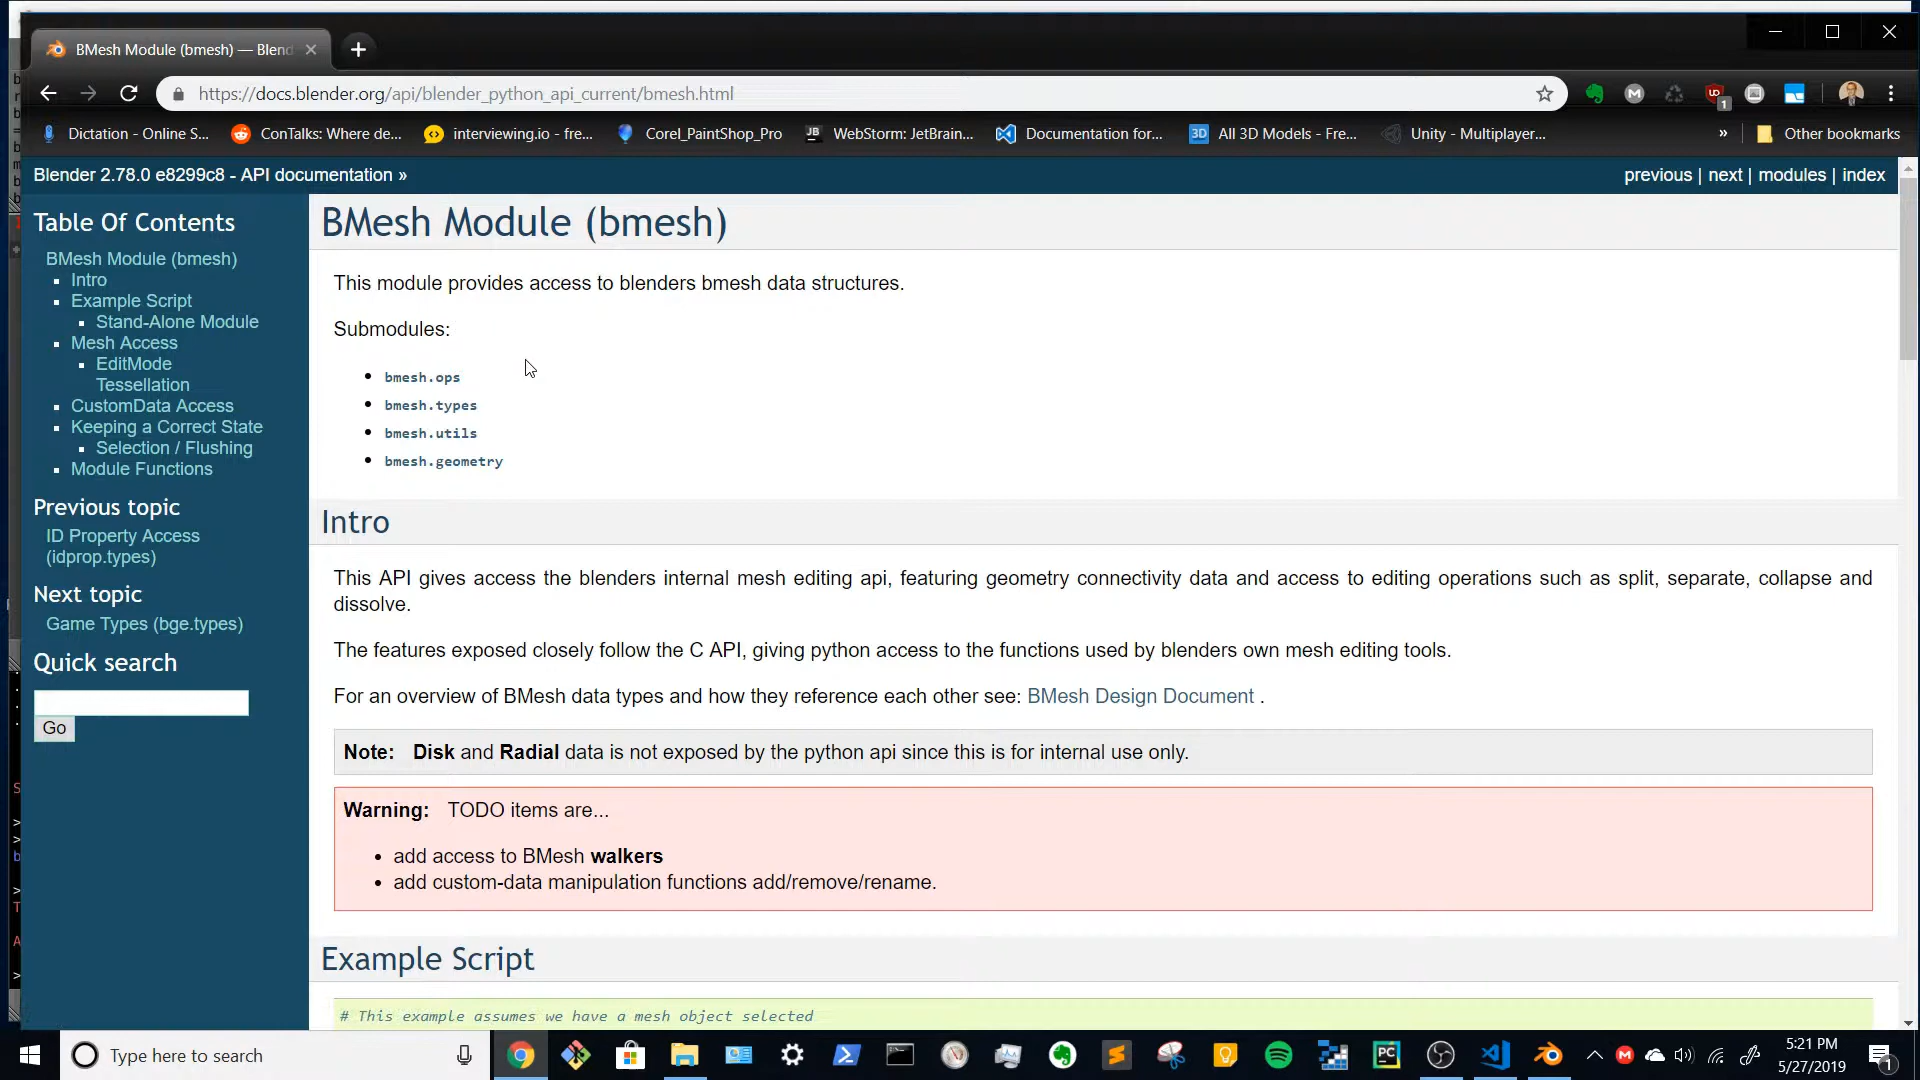 BMesh Module (bmesh) — Blend
https://docs.blender.org/api/blender_python_api_current/bmesh.html
Dictation - Online S...
ConTalks: Where de...
interviewing.io - fre...
Corel_PaintShop_Pro
WebStorm: JetBrain...
Documentation for...
All 3D Models - Fre...
Unity - Multiplayer...
»
Other bookmarks
Blender 2.78.0 e8299c8 - API documentation »
previous | next | modules | index
Table Of Contents
BMesh Module (bmesh)
Intro
Example Script
Stand-Alone Module
Mesh Access
EditMode
Tessellation
CustomData Access
Keeping a Correct State
Selection / Flushing
Module Functions
Previous topic
ID Property Access
(idprop.types)
Next topic
Game Types (bge.types)
Quick search
Go
BMesh Module (bmesh)
This module provides access to blenders bmesh data structures.
Submodules:
bmesh.ops
bmesh.types
bmesh.utils
bmesh.geometry
Intro
This API gives access the blenders internal mesh editing api, featuring geometry connectivity data and access to editing operations such as split, separate, collapse and
dissolve.
The features exposed closely follow the C API, giving python access to the functions used by blenders own mesh editing tools.
For an overview of BMesh data types and how they reference each other see: BMesh Design Document .
Note: Disk and Radial data is not exposed by the python api since this is for internal use only.
Warning: TODO items are...
add access to BMesh walkers
add custom-data manipulation functions add/remove/rename.
Example Script
# This example assumes we have a mesh object selected
Type here to search
5:21 PM
5/27/2019